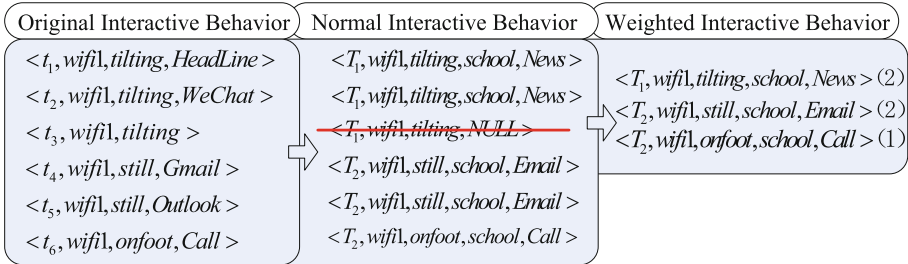 Original Interactive Behavior
<t₁, wifi1, tilting, HeadLine>
<t₂, wifi1, tilting, WeChat>
<t₃, wifi1, tilting>
<t₄, wifi1, still, Gmail>
<t₅, wifi1, still, Outlook>
<t₆, wifi1, onfoot, Call>
Normal Interactive Behavior
<T₁, wifi1, tilting, school, News>
<T₁, wifi1, tilting, school, News>
<T₁, wifi1, tilting, NULL>
<T₂, wifi1, still, school, Email>
<T₂, wifi1, still, school, Email>
<T₂, wifi1, onfoot, school, Call>
Weighted Interactive Behavior
<T₁, wifi1, tilting, school, News>(2)
<T₂, wifi1, still, school, Email>(2)
<T₂, wifi1, onfoot, school, Call>(1)